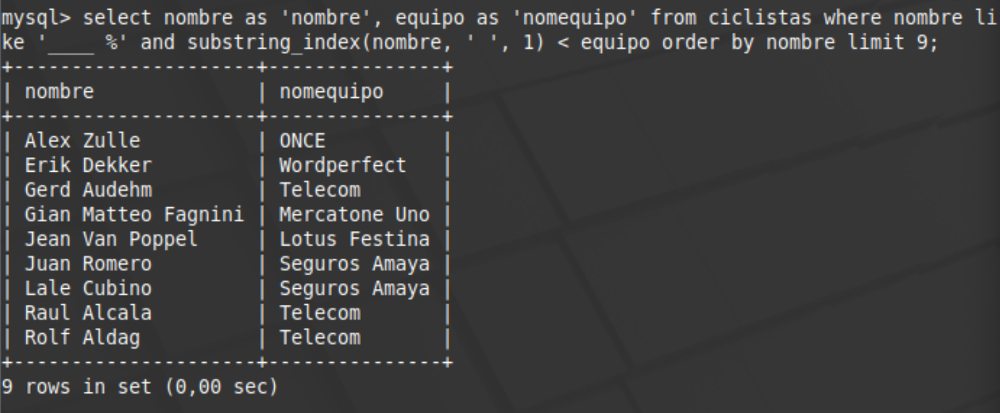 mysql> select nombre as 'nombre', equipo as 'nomequipo' from ciclistas where nombre li
ke '____ %' and substring_index(nombre, ' ', 1) < equipo order by nombre limit 9;
+---------------------+---------------+
| nombre              | nomequipo     |
+---------------------+---------------+
| Alex Zulle          | ONCE          |
| Erik Dekker         | Wordperfect   |
| Gerd Audehm         | Telecom       |
| Gian Matteo Fagnini | Mercatone Uno |
| Jean Van Poppel     | Lotus Festina |
| Juan Romero         | Seguros Amaya |
| Lale Cubino         | Seguros Amaya |
| Raul Alcala         | Telecom       |
| Rolf Aldag          | Telecom       |
+---------------------+---------------+
9 rows in set (0,00 sec)